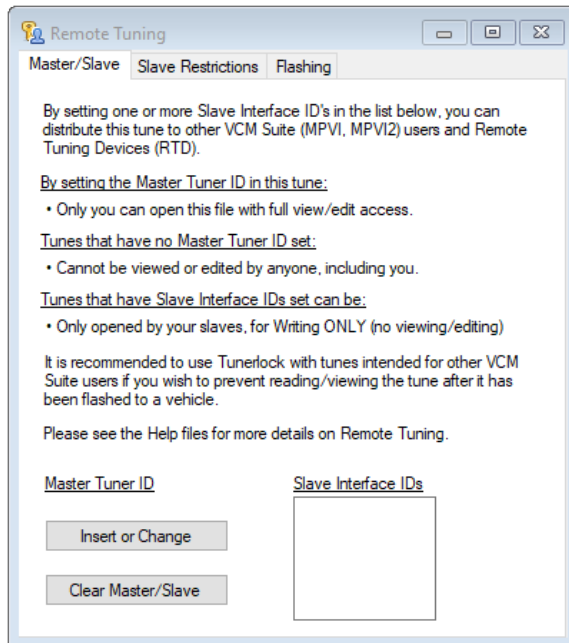 Remote Tuning
Master/Slave Slave Restrictions Flashing
By setting one or more Slave Interface ID's in the list below, you can
distribute this tune to other VCM Suite (MPVI, MPVI2) users and Remote
Tuning Devices (RTD).
By setting the Master Tuner ID in this tune:
• Only you can open this file with full view/edit access.
Tunes that have no Master Tuner ID set:
• Cannot be viewed or edited by anyone, including you.
Tunes that have Slave Interface IDs set can be:
• Only opened by your slaves, for Writing ONLY (no viewing/editing)
It is recommended to use Tunerlock with tunes intended for other VCM
Suite users if you wish to prevent reading/viewing the tune after it has
been flashed to a vehicle.
Please see the Help files for more details on Remote Tuning.
Master Tuner ID Slave Interface IDs
Insert or Change
Clear Master/Slave